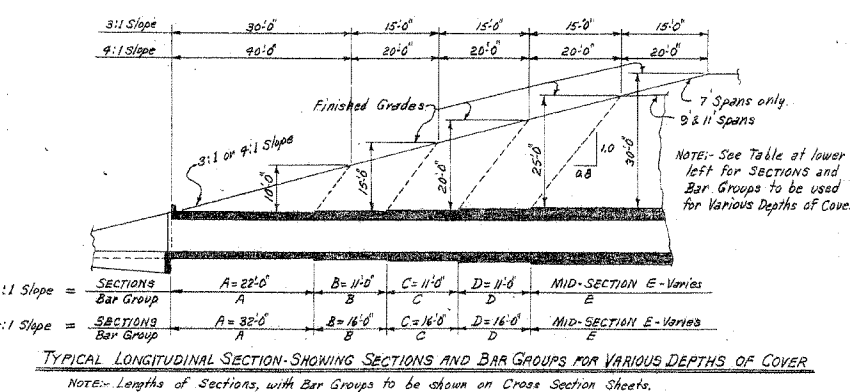 3:1 Slope 30'-0" 15'-0" 15'-0" 15'-0" 15'-0"
4:1 Slope 40'-0" 20'-0" 20'-0" 20'-0" 20'-0"
Finished Grades
7' Spans only.
9' & 11' Spans
3:1 or 4:1 Slope
10'-0"
15'-0"
20'-0"
25'-0"
1.0
0.8
30'-0"
NOTE:- See Table at lower
left for SECTIONS and
Bar Groups to be used
for Various Depths of Cove
:1 Slope = SECTIONS A=22'-0" B=11'-0" C=11'-0" D=11'-0" MID-SECTION E-Varies
Bar Group A B C D E
:1 Slope = SECTIONS A=32'-0" B=16'-0" C=16'-0" D=16'-0" MID-SECTION E-Varies
Bar Group A B C D E
TYPICAL LONGITUDINAL SECTION-SHOWING SECTIONS AND BAR GROUPS FOR VARIOUS DEPTHS OF COVER
NOTE:- Lengths of Sections, with Bar Groups to be shown on Cross Section Sheets.